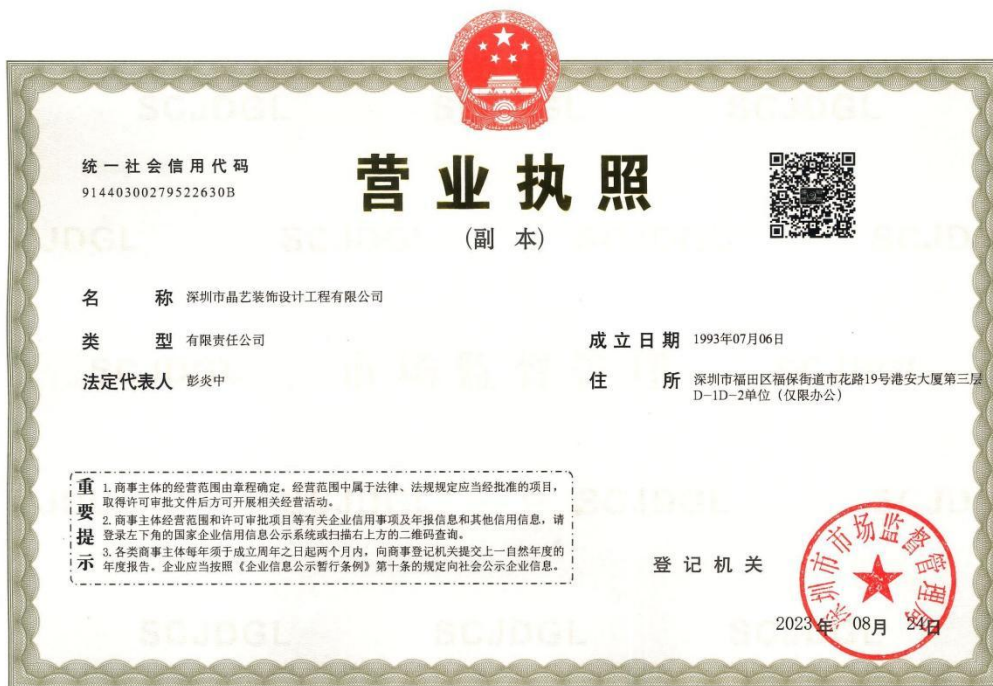 统一社会信用代码
91440300279522630B
营业执照
(副 本)
名 称 深圳市晶艺装饰设计工程有限公司
类 型 有限责任公司
法定代表人 彭炎中
成立日期 1993年07月06日
住 所 深圳市福田区福保街道市花路19号港安大厦第三层
D-1D-2单位（仅限办公）
重要提示
1. 商事主体的经营范围由章程确定。经营范围中属于法律、法规规定应当经批准的项目，
取得许可审批文件后方可开展相关经营活动。
2. 商事主体经营范围和许可审批项目等有关企业信用事项及年报信息和其他信用信息，请
登录左下角的国家企业信用信息公示系统或扫描右上方的二维码查询。
3. 各类商事主体每年须于成立周年之日起两个月内，向商事登记机关提交上一自然年度的
年度报告。企业应当按照《企业信息公示暂行条例》第十条的规定向社会公示企业信息。
登记机关
深圳市市场监督管理局
2023年 08月 24日
SCJDGL